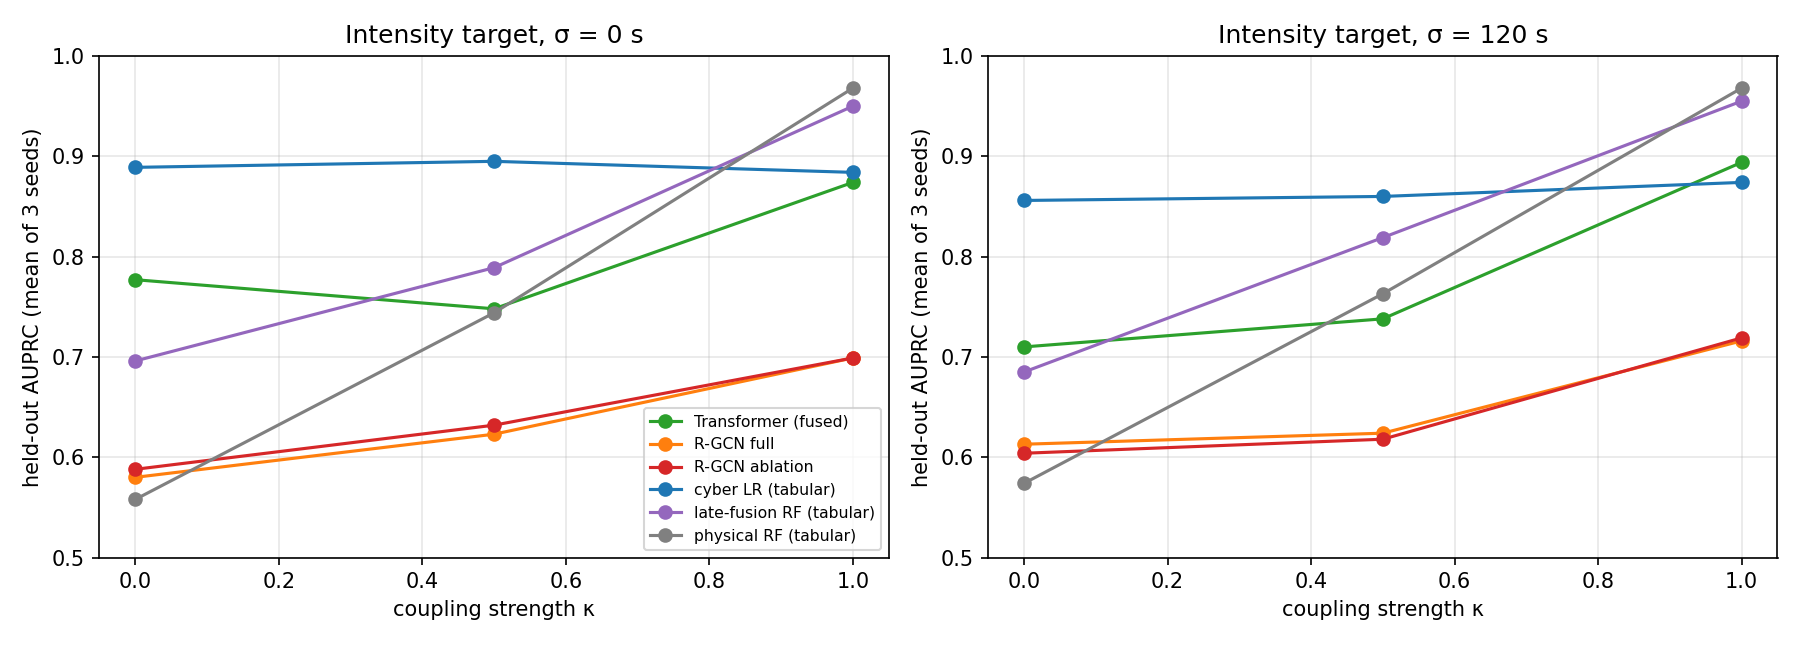 Intensity target, σ = 0 s
held-out AUPRC (mean of 3 seeds)
1.0
0.9
0.8
0.7
0.6
0.5
0.0 0.2 0.4 0.6 0.8 1.0
coupling strength κ
Transformer (fused)
R-GCN full
R-GCN ablation
cyber LR (tabular)
late-fusion RF (tabular)
physical RF (tabular)
Intensity target, σ = 120 s
held-out AUPRC (mean of 3 seeds)
1.0
0.9
0.8
0.7
0.6
0.5
0.0 0.2 0.4 0.6 0.8 1.0
coupling strength κ